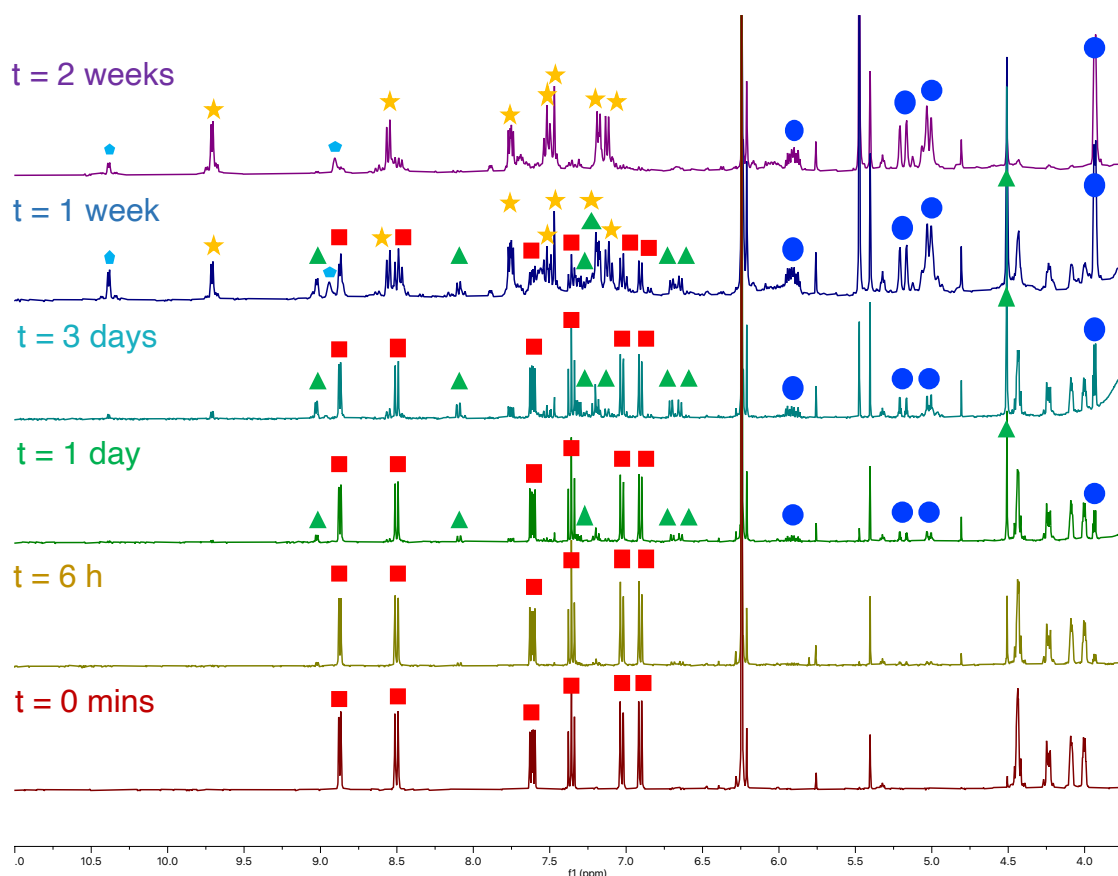 t = 2 weeks
t = 1 week
t = 3 days
t = 1 day
t = 6 h
t = 0 mins
.0 10.5 10.0 9.5 9.0 8.5 8.0 7.5 7.0 6.5 6.0 5.5 5.0 4.5 4.0
f1 (ppm)